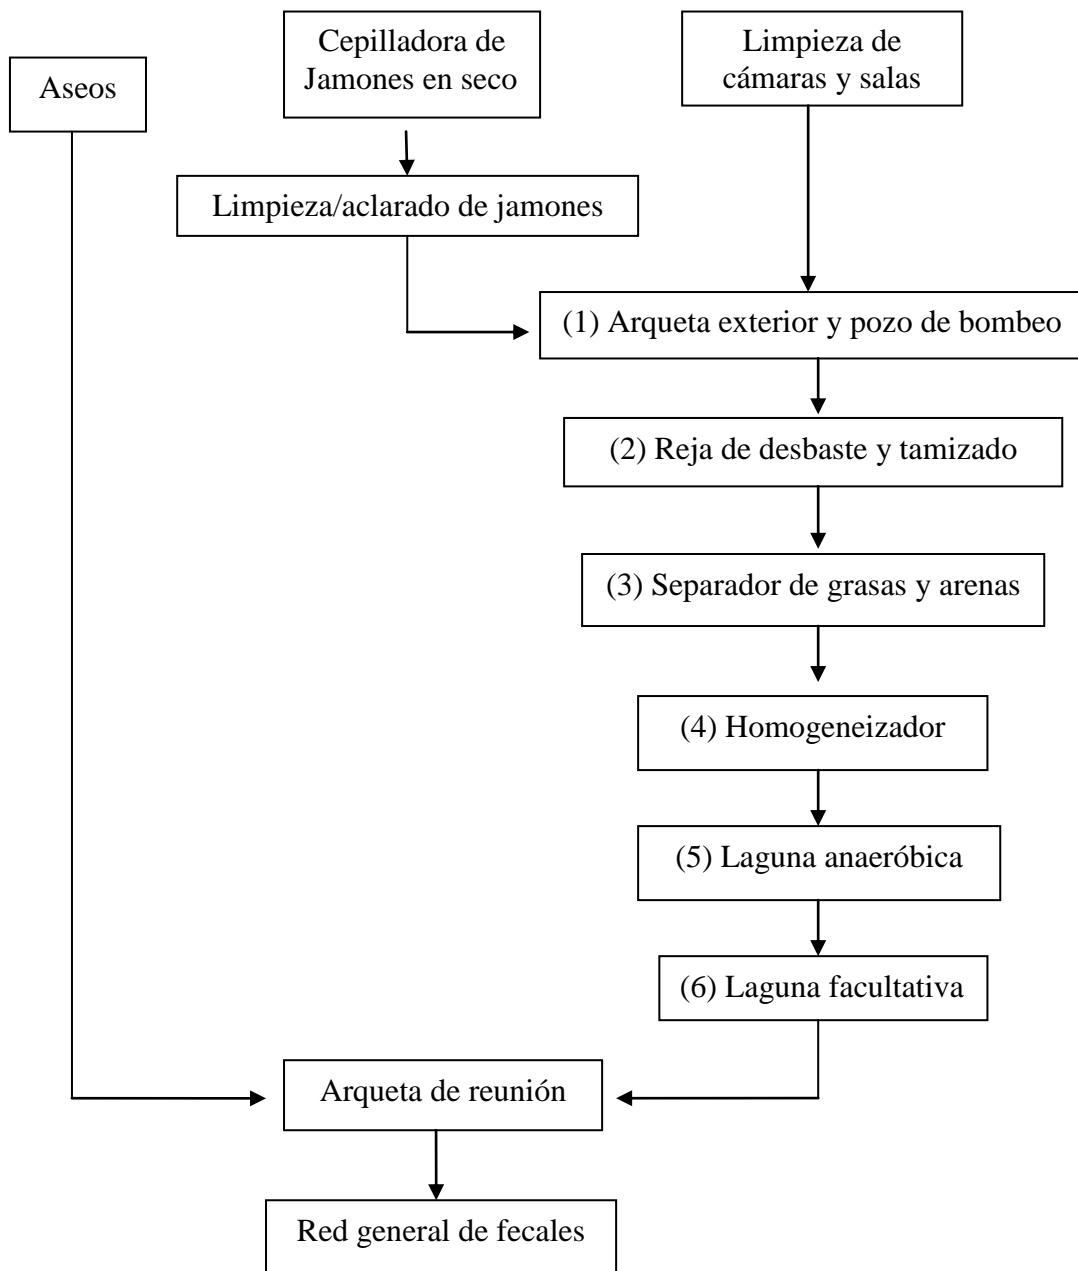 Aseos
Cepilladora de
Jamones en seco
Limpieza de
cámaras y salas
Limpieza/aclarado de jamones
(1) Arqueta exterior y pozo de bombeo
(2) Reja de desbaste y tamizado
(3) Separador de grasas y arenas
(4) Homogeneizador
(5) Laguna anaeróbica
(6) Laguna facultativa
Arqueta de reunión
Red general de fecales